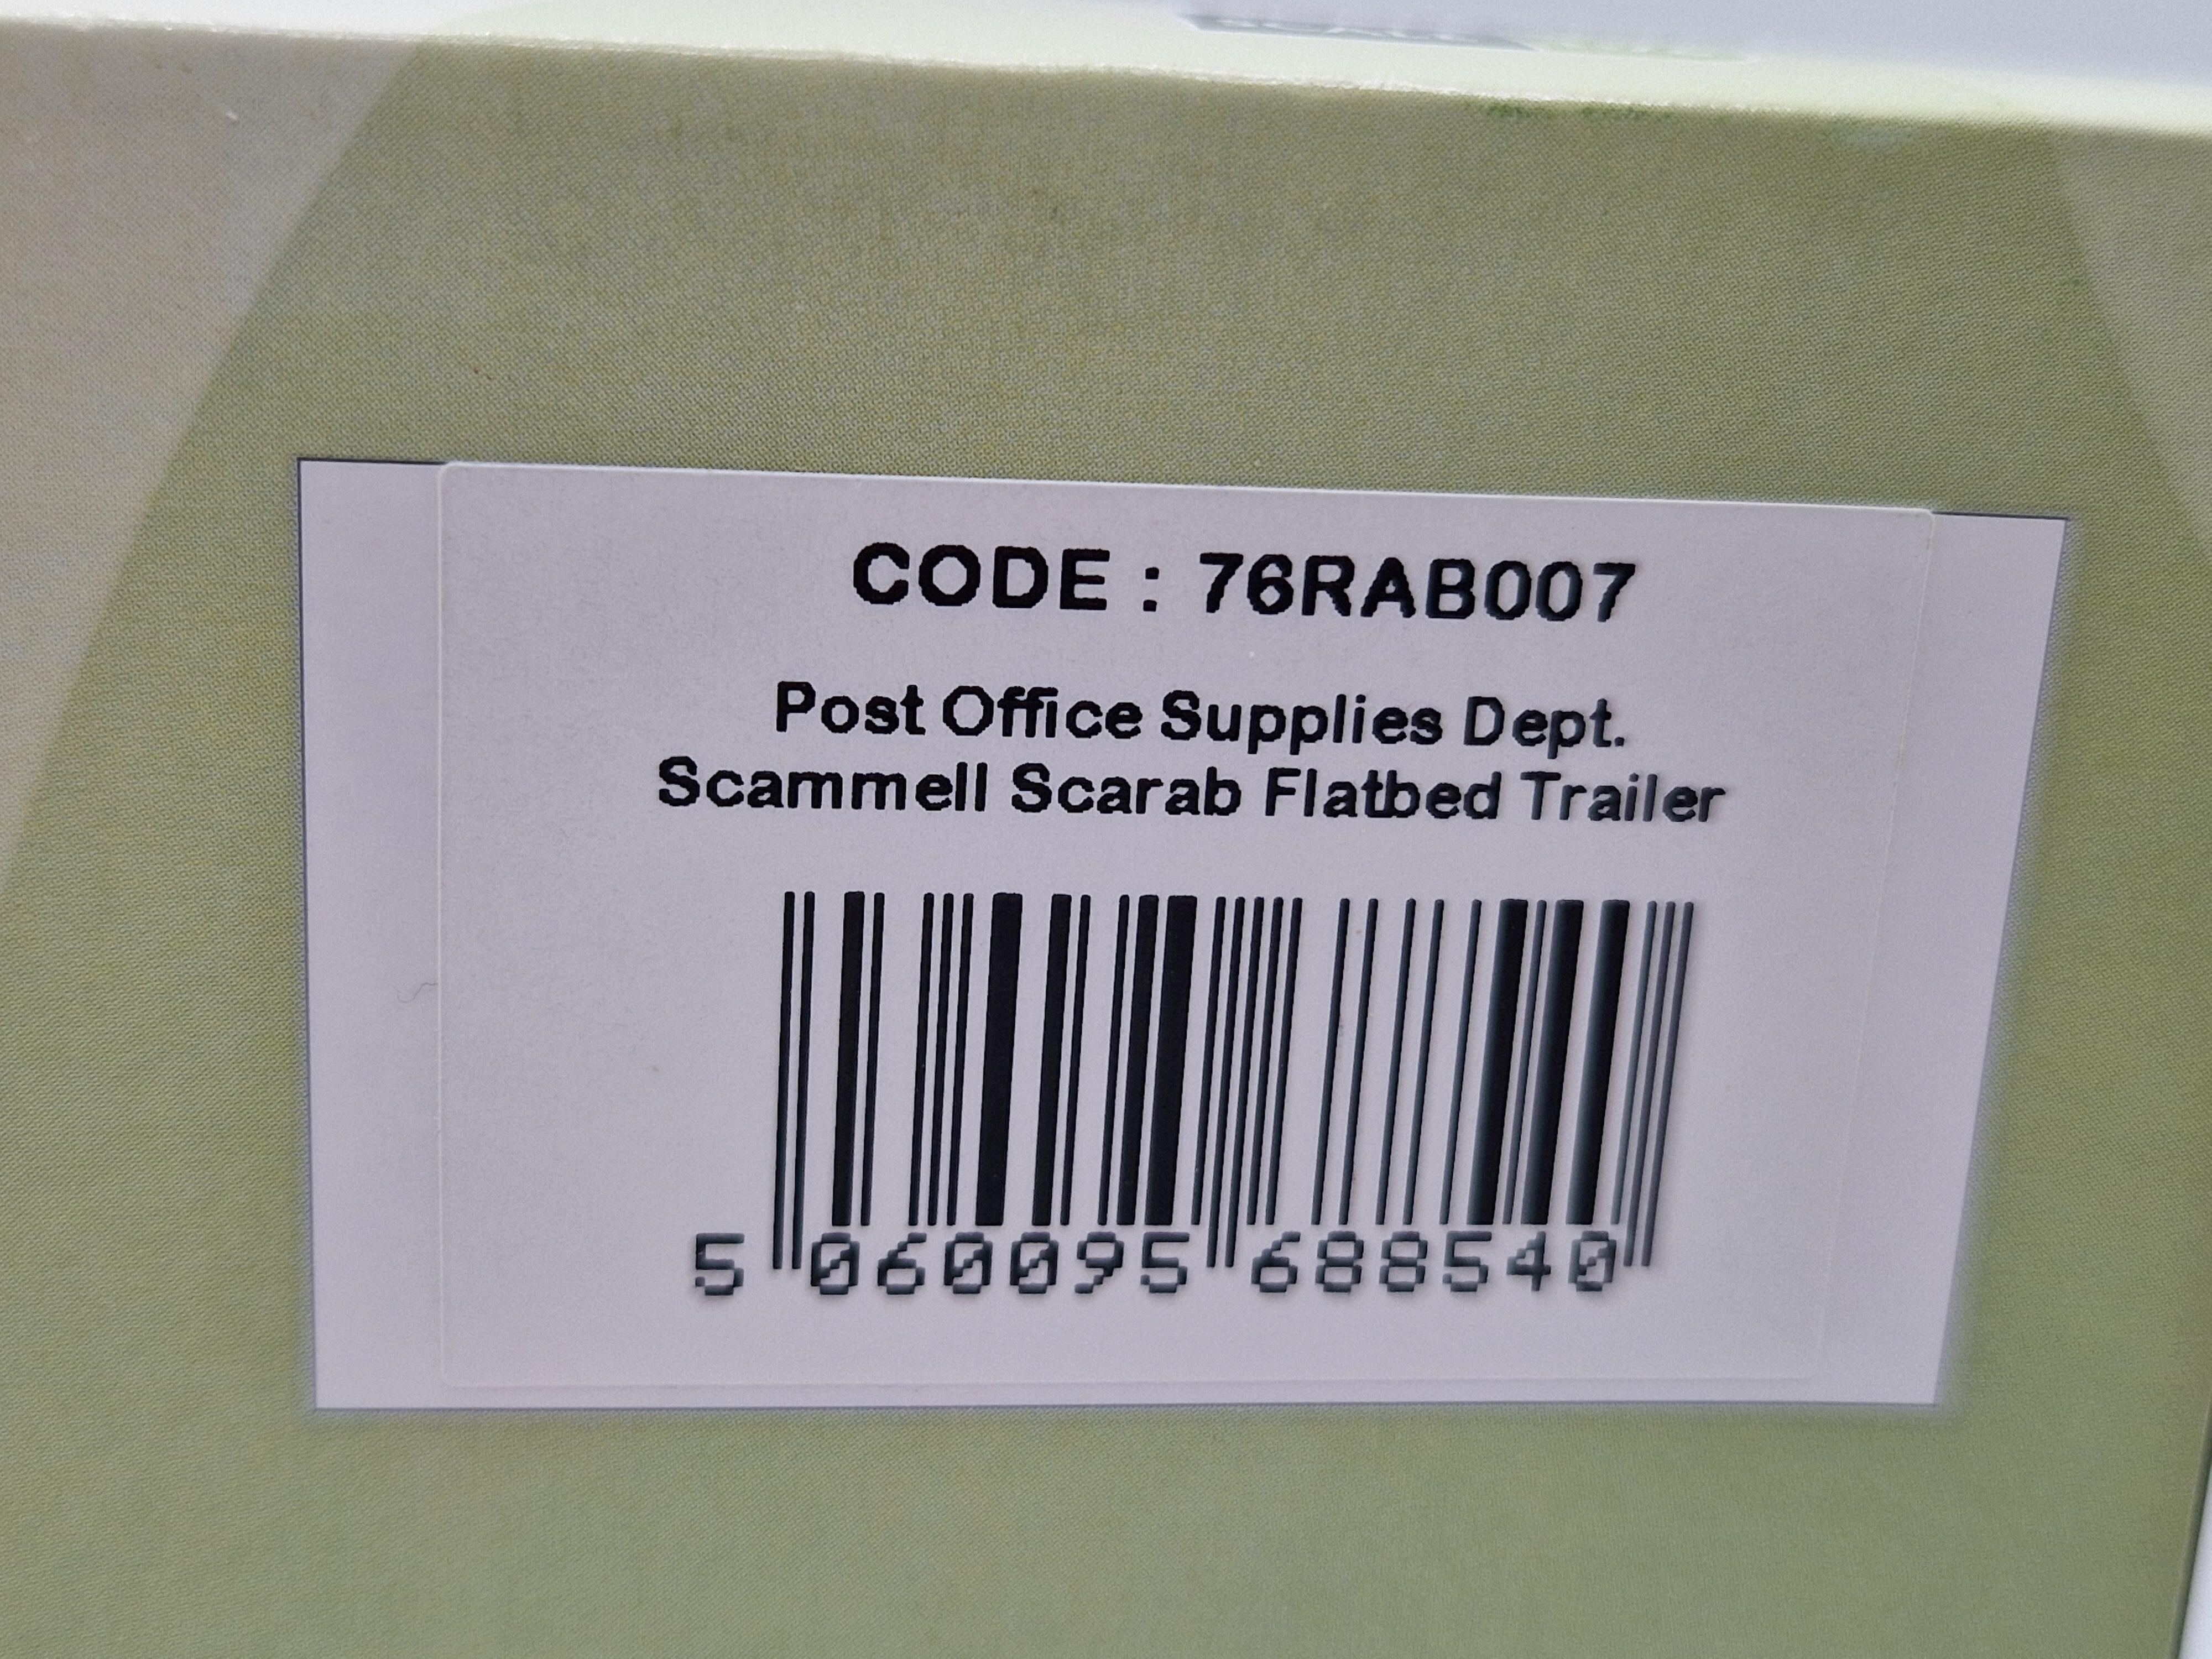 CODE : 76RAB007
Post Office Supplies Dept.
Scammell Scarab Flatbed Trailer
5 060095 688540